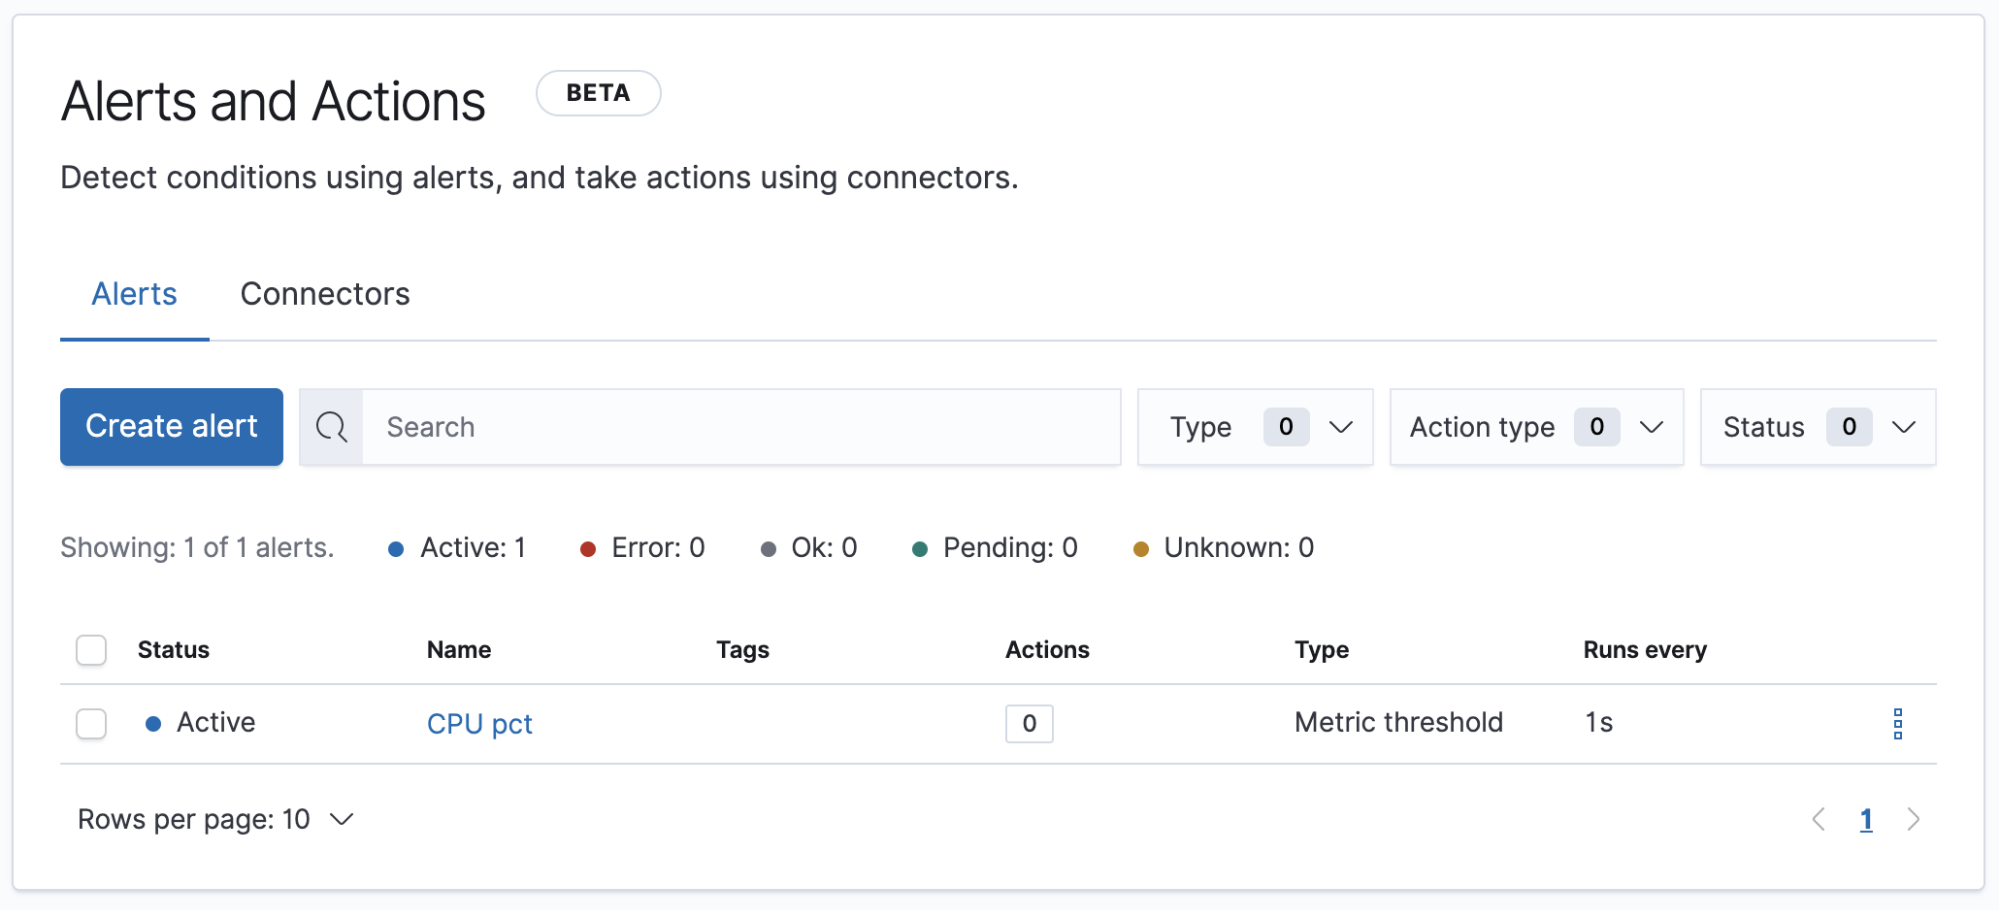 Alerts and Actions BETA
Detect conditions using alerts, and take actions using connectors.
Alerts Connectors
Create alert Search Type 0 Action type 0 Status 0
Showing: 1 of 1 alerts. Active: 1 Error: 0 Ok: 0 Pending: 0 Unknown: 0
Status Name Tags Actions Type Runs every
Active CPU pct 0 Metric threshold 1s
Rows per page: 10 1